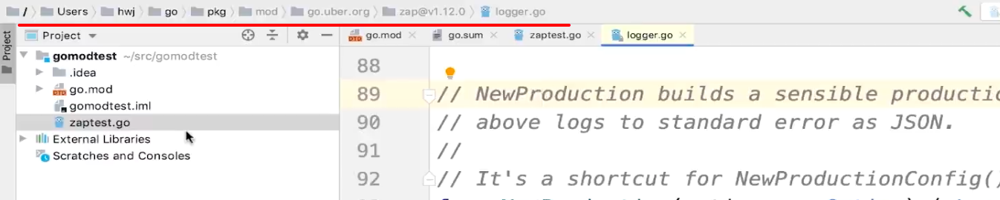 / Users hwj go pkg mod go.uber.org zap@v1.12.0 logger.go
Project
Project
go.mod go.sum zaptest.go logger.go
gomodtest ~/src/gomodtest
.idea
go.mod
gomodtest.iml
zaptest.go
External Libraries
Scratches and Consoles
88
89 // NewProduction builds a sensible
90 // above logs to standard error as JSON.
91 //
92 // It's a shortcut for NewProductionConfig()